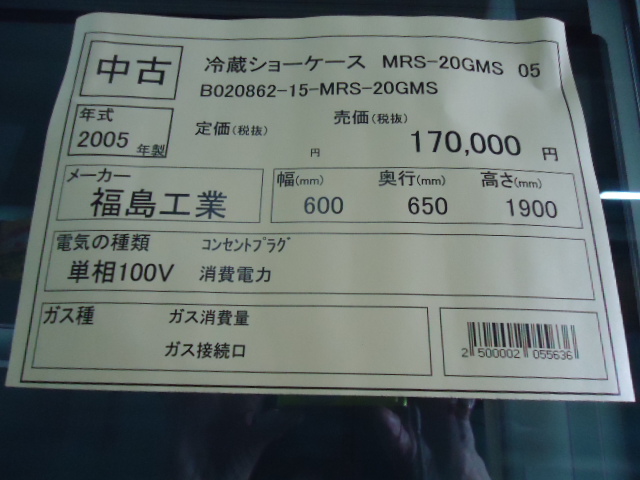 中古
冷蔵ショーケース MRS-20GMS 05
B020862-15-MRS-20GMS
年式
2005 年製
定価(税抜) 円
売価(税抜) 170,000 円
メーカー
福島工業
幅(mm) 奥行(mm) 高さ(mm)
600 650 1900
電気の種類 コンセントプラグ
単相100V 消費電力
ガス種 ガス消費量
ガス接続口
2 500002 055636